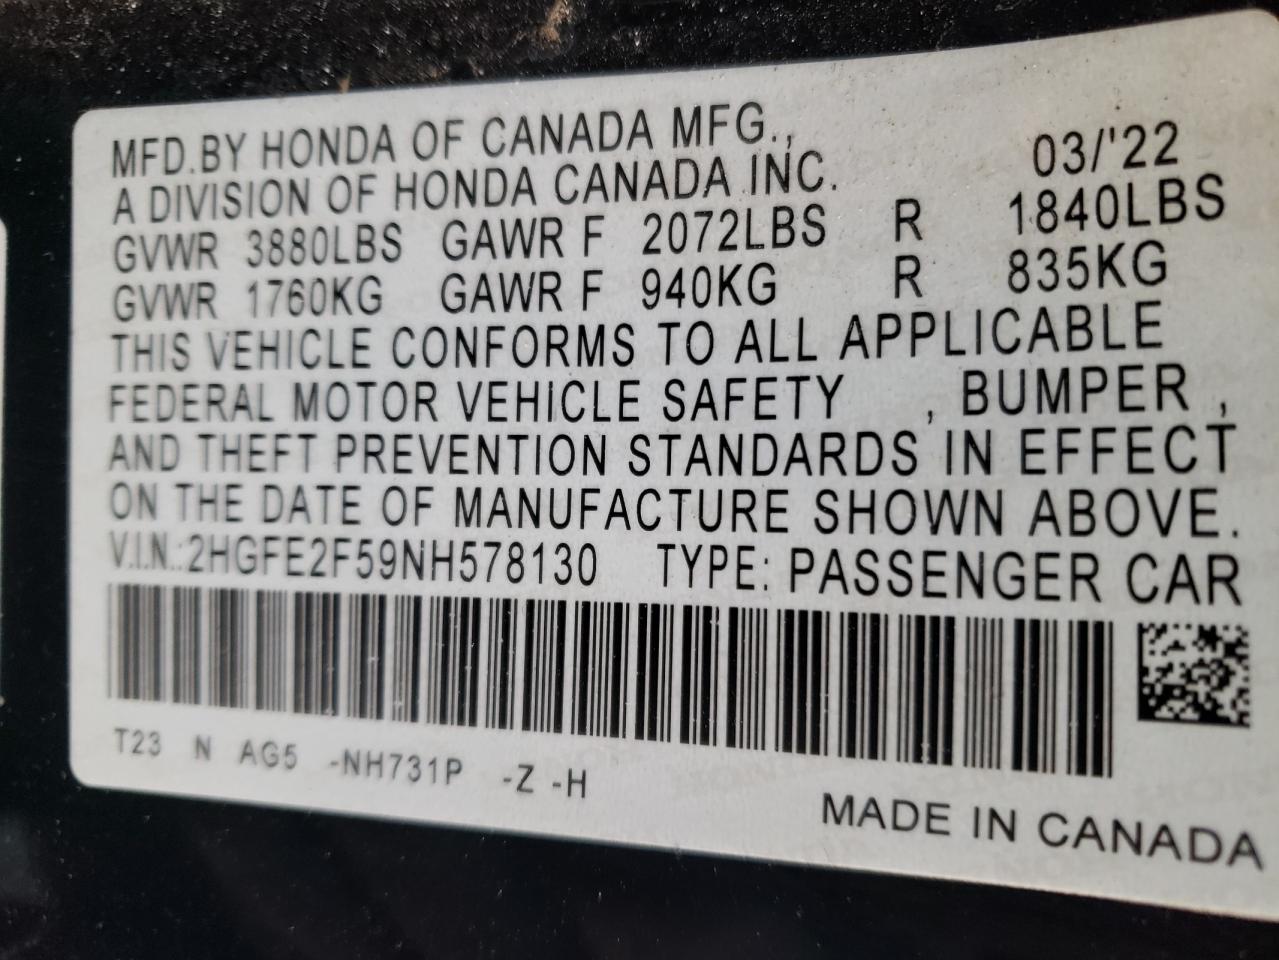 MFD.BY HONDA OF CANADA MFG.,
A DIVISION OF HONDA CANADA INC. 03/'22
GVWR 3880LBS GAWR F 2072LBS R 1840LBS
GVWR 1760KG GAWR F 940KG R 835KG
THIS VEHICLE CONFORMS TO ALL APPLICABLE
FEDERAL MOTOR VEHICLE SAFETY , BUMPER ,
AND THEFT PREVENTION STANDARDS IN EFFECT
ON THE DATE OF MANUFACTURE SHOWN ABOVE.
V.I.N.:2HGFE2F59NH578130 TYPE: PASSENGER CAR
T23 N AG5 -NH731P -Z -H
MADE IN CANADA